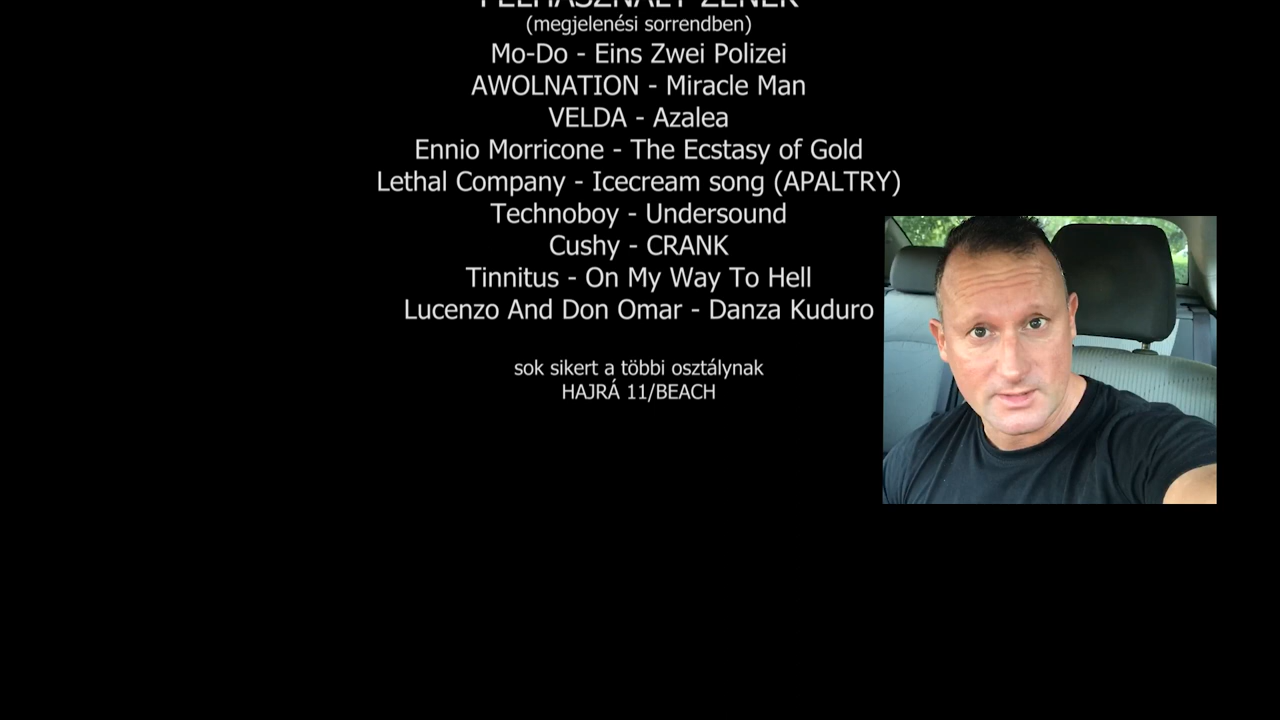 FELHASZNÁLT ZENÉK
(megjelenési sorrendben)
Mo-Do - Eins Zwei Polizei
AWOLNATION - Miracle Man
VELDA - Azalea
Ennio Morricone - The Ecstasy of Gold
Lethal Company - Icecream song (APALTRY)
Technoboy - Undersound
Cushy - CRANK
Tinnitus - On My Way To Hell
Lucenzo And Don Omar - Danza Kuduro
sok sikert a többi osztálynak
HAJRÁ 11/BEACH